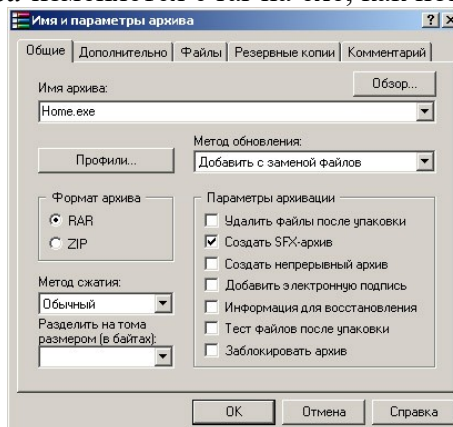 Имя и параметры архива
Общие Дополнительно Файлы Резервные копии Комментарий
Обзор...
Имя архива:
Home.exe
Метод обновления:
Профили...
Добавить с заменой файлов
Формат архива
RAR
ZIP
Метод сжатия:
Обычный
Разделить на тома
размером (в байтах):
Параметры архивации
Удалить файлы после упаковки
Создать SFX-архив
Создать непрерывный архив
Добавить электронную подпись
Информация для восстановления
Тест файлов после упаковки
Заблокировать архив
OK Отмена Справка